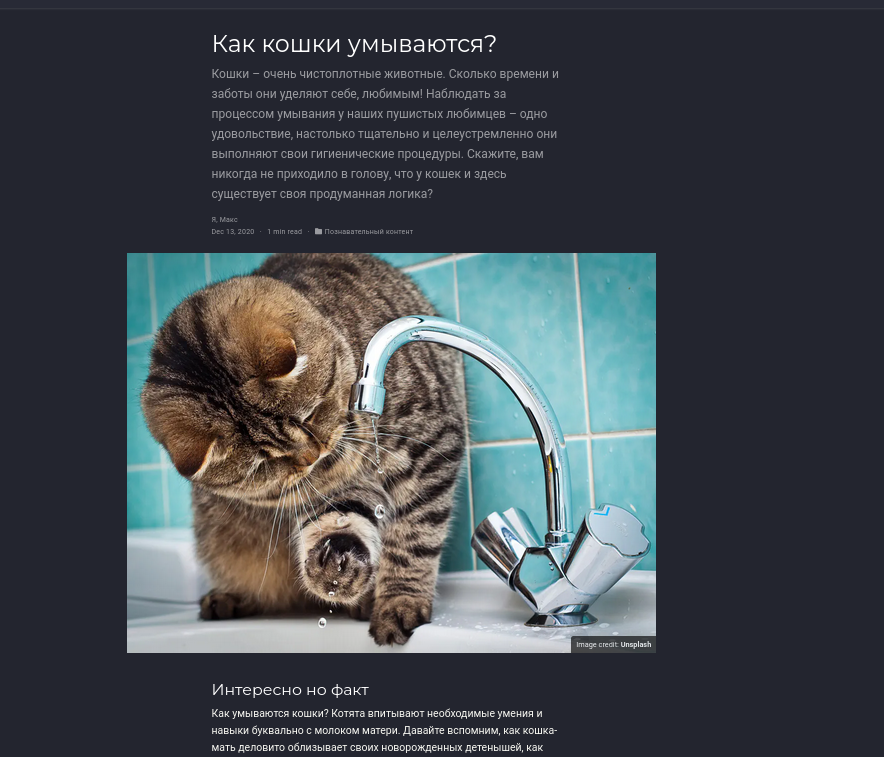 Как кошки умываются?
Кошки – очень чистоплотные животные. Сколько времени и
заботы они уделяют себе, любимым! Наблюдать за
процессом умывания у наших пушистых любимцев – одно
удовольствие, настолько тщательно и целеустремленно они
выполняют свои гигиенические процедуры. Скажите, вам
никогда не приходило в голову, что у кошек и здесь
существует своя продуманная логика?
Я, Макс
Dec 13, 2020 · 1 min read · Познавательный контент
Image credit: Unsplash
Интересно но факт
Как умываются кошки? Котята впитывают необходимые умения и
навыки буквально с молоком матери. Давайте вспомним, как кошка-
мать деловито облизывает своих новорожденных детенышей, как